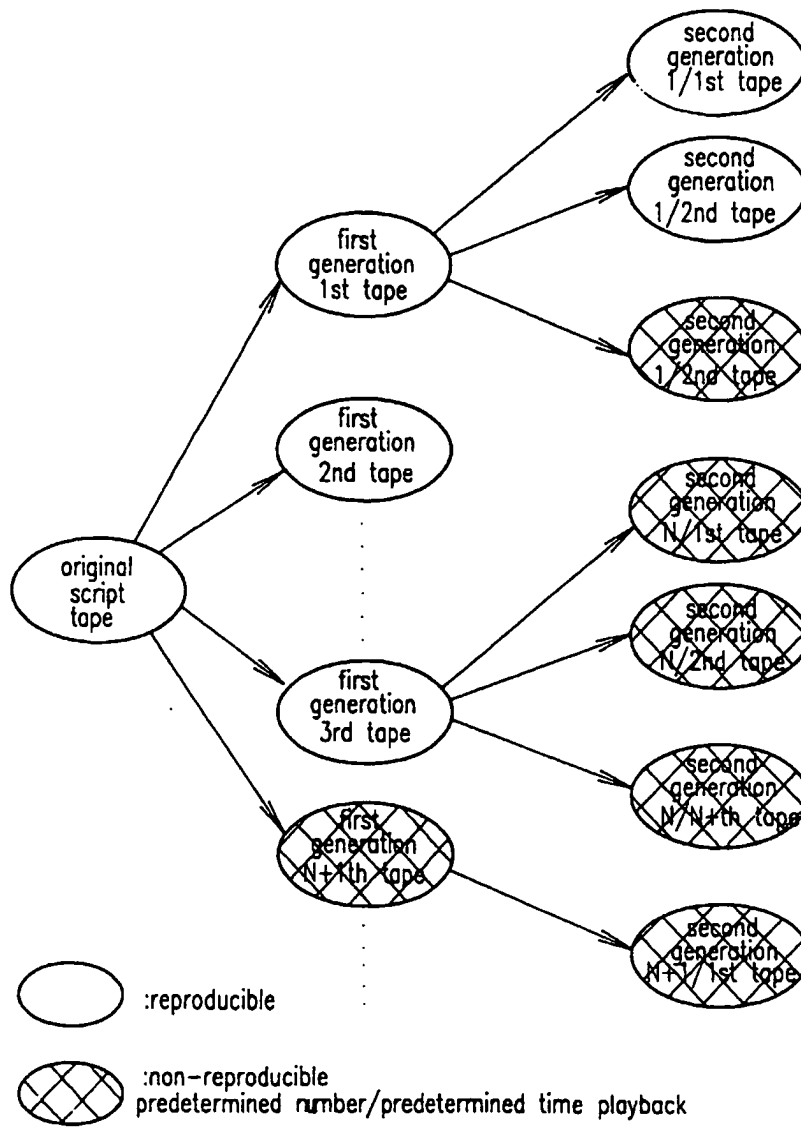 second
generation
1/1st tape
second
generation
1/2nd tape
first
generation
1st tape
second
generation
1/2nd tape
first
generation
2nd tape
second
generation
N/1st tape
original
script
tape
second
generation
N/2nd tape
first
generation
3rd tape
second
generation
N/N+th tape
first
generation
N+1th tape
second
generation
N+1/1st tape
:reproducible
:non-reproducible
predetermined number/predetermined time playback